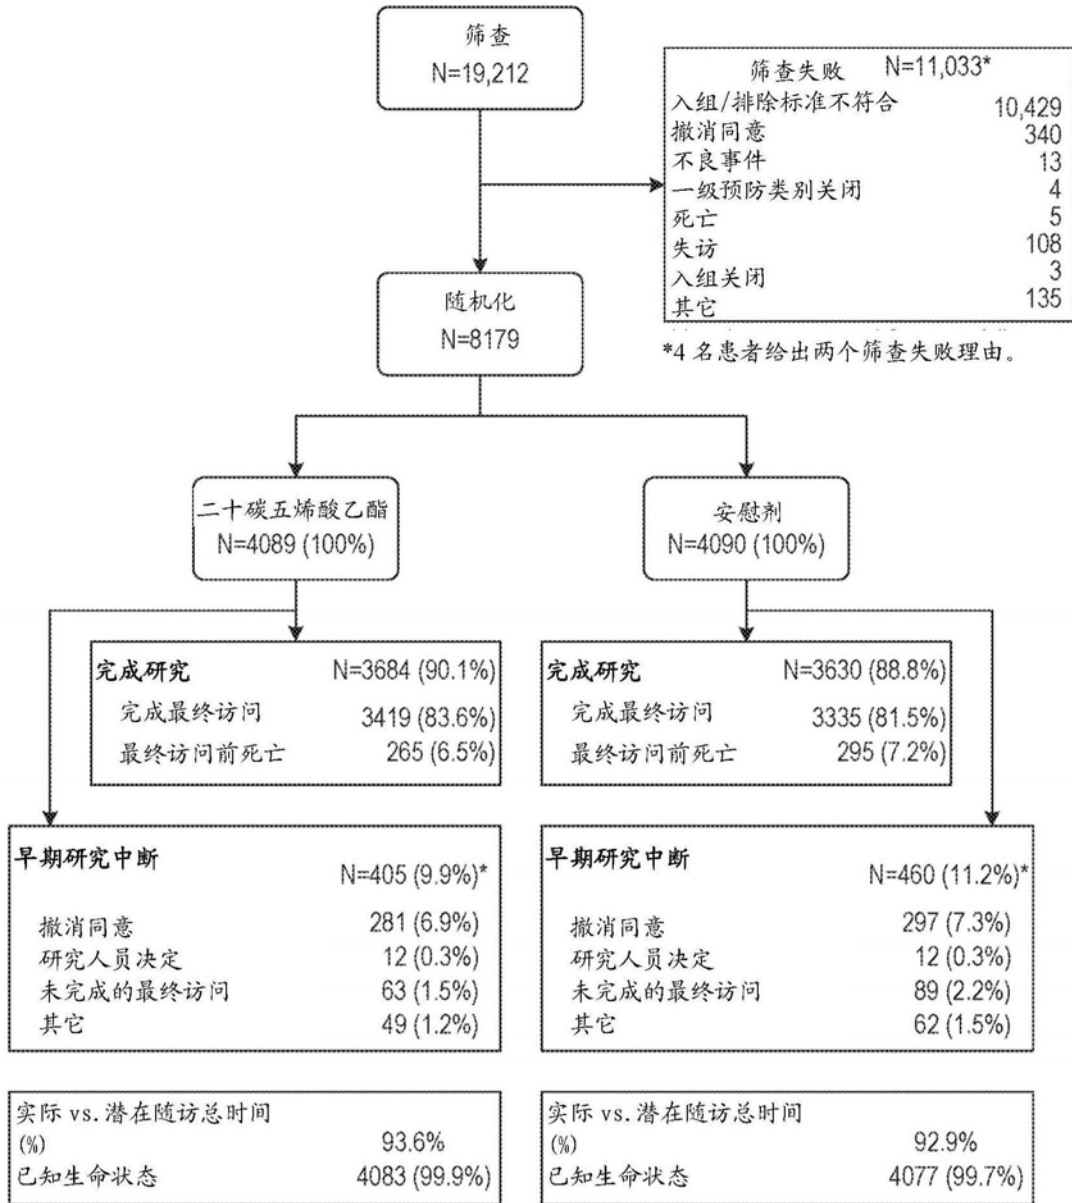 筛查
N=19,212
筛查失败 N=11,033*
入组/排除标准不符合 10,429
撤消同意 340
不良事件 13
一级预防类别关闭 4
死亡 5
失访 108
入组关闭 3
其它 135
*4 名患者给出两个筛查失败理由。
随机化
N=8179
二十碳五烯酸乙酯
N=4089 (100%)
安慰剂
N=4090 (100%)
完成研究 N=3684 (90.1%)
完成最终访问 3419 (83.6%)
最终访问前死亡 265 (6.5%)
完成研究 N=3630 (88.8%)
完成最终访问 3335 (81.5%)
最终访问前死亡 295 (7.2%)
早期研究中断 N=405 (9.9%)*
撤消同意 281 (6.9%)
研究人员决定 12 (0.3%)
未完成的最终访问 63 (1.5%)
其它 49 (1.2%)
早期研究中断 N=460 (11.2%)*
撤消同意 297 (7.3%)
研究人员决定 12 (0.3%)
未完成的最终访问 89 (2.2%)
其它 62 (1.5%)
实际 vs.潜在随访总时间
(%) 93.6%
已知生命状态 4083 (99.9%)
实际 vs.潜在随访总时间
(%) 92.9%
已知生命状态 4077 (99.7%)